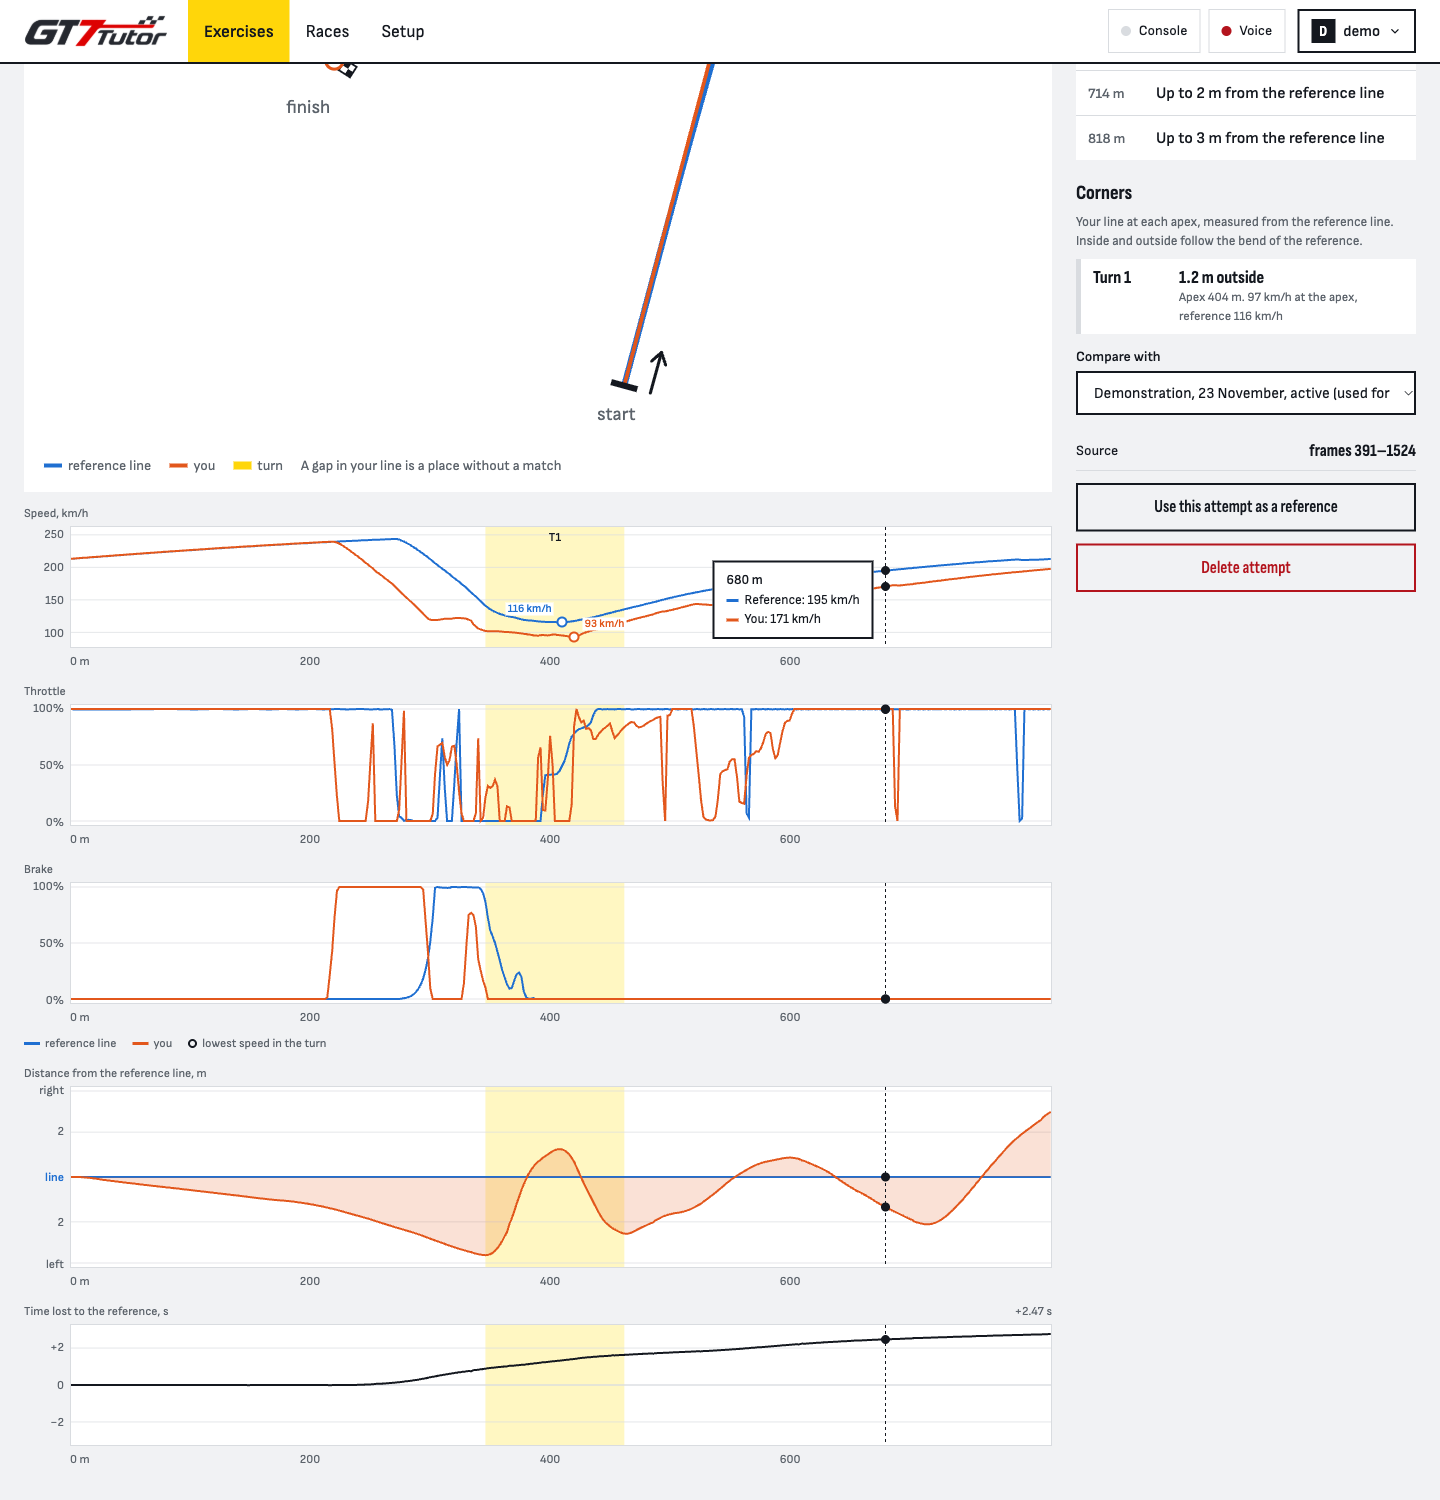 GT7 Tutor
Exercises
Races
Setup
Console
Voice
D demo
finish
start
reference line
you
turn
A gap in your line is a place without a match
714 m Up to 2 m from the reference line
818 m Up to 3 m from the reference line
Corners
Your line at each apex, measured from the reference line.
Inside and outside follow the bend of the reference.
Turn 1 1.2 m outside
Apex 404 m. 97 km/h at the apex,
reference 116 km/h
Compare with
Demonstration, 23 November, active (used for
Source frames 391–1524
Use this attempt as a reference
Delete attempt
Speed, km/h
250
200
150
100
T1
116 km/h
93 km/h
680 m
Reference: 195 km/h
You: 171 km/h
0 m 200 400 600
Throttle
100%
50%
0%
0 m 200 400 600
Brake
100%
50%
0%
0 m 200 400 600
reference line you lowest speed in the turn
Distance from the reference line, m
right
2
line
2
left
0 m 200 400 600
Time lost to the reference, s +2.47 s
+2
0
−2
0 m 200 400 600